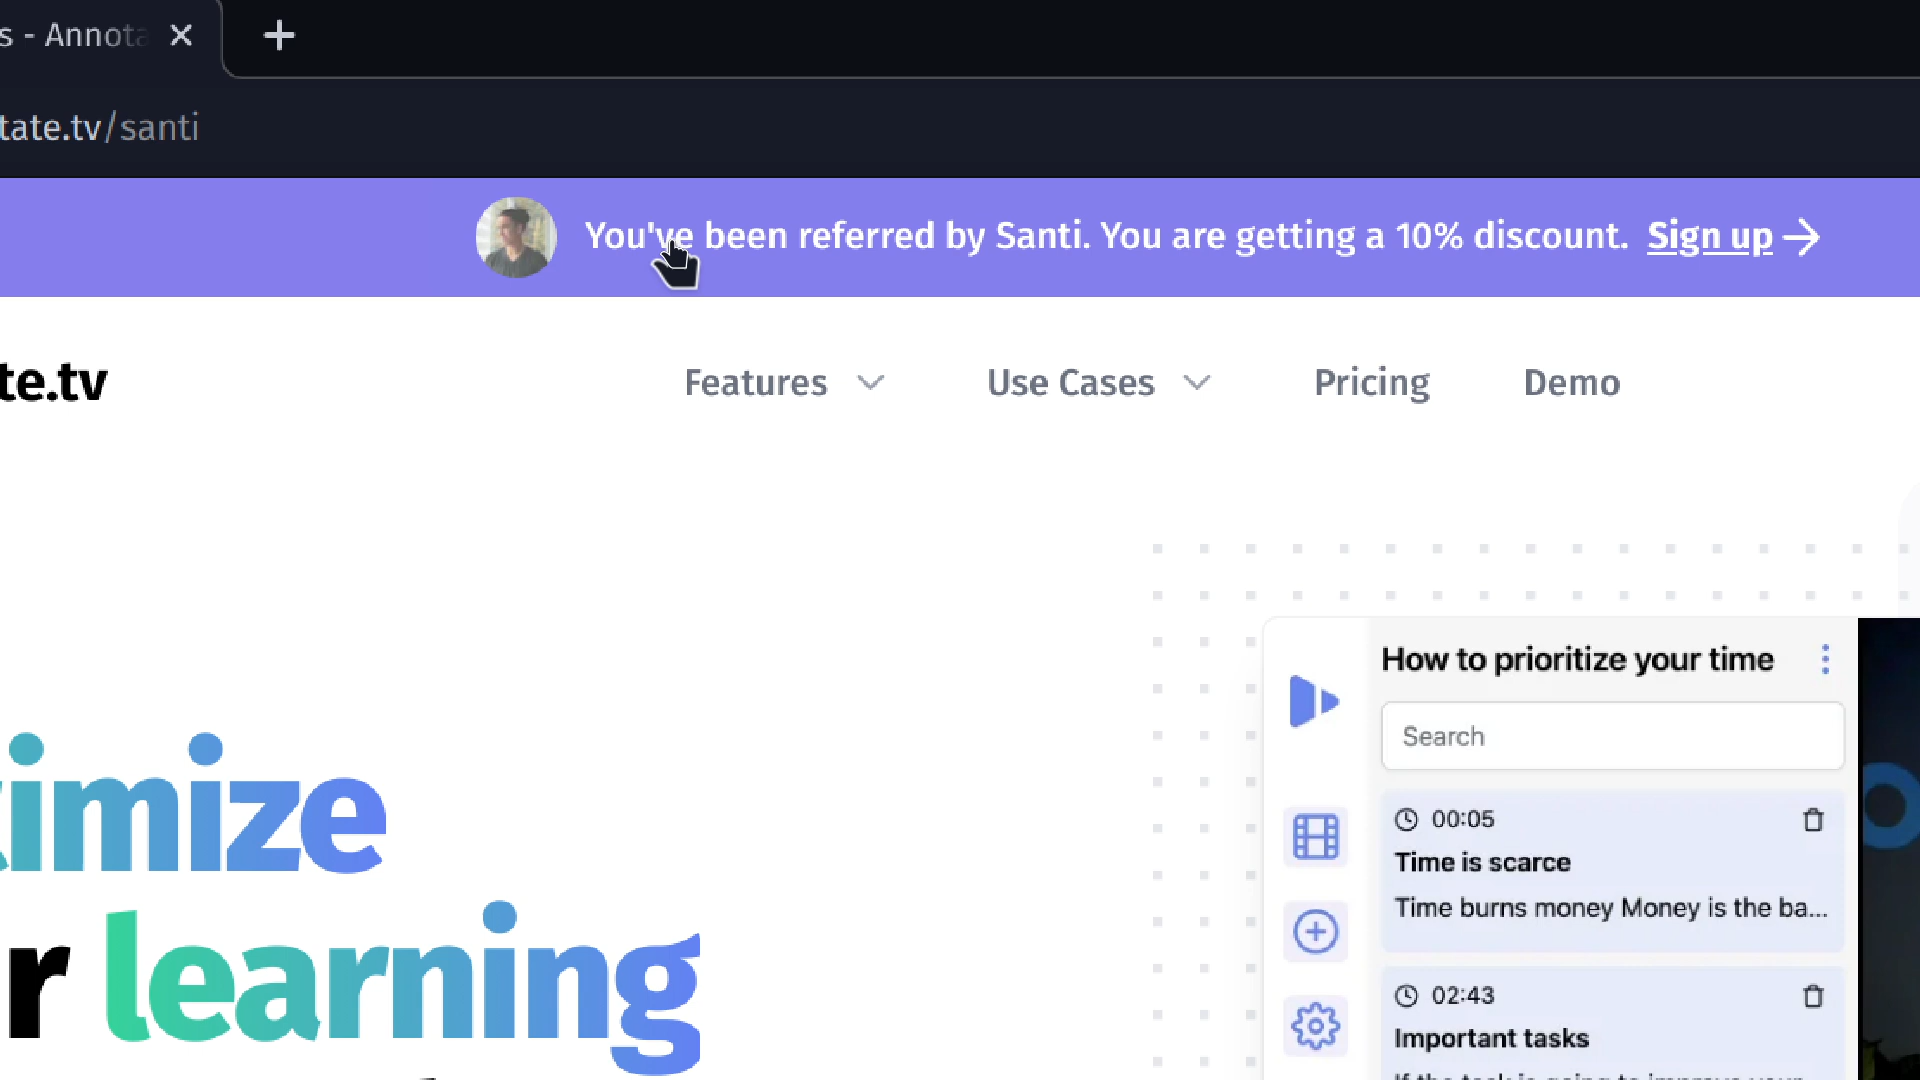 s - Annota
tate.tv/santi
You've been referred by Santi. You are getting a 10% discount. Sign up
te.tv
Features
Use Cases
Pricing
Demo
imize
r learning
How to prioritize your time
Search
00:05
Time is scarce
Time burns money Money is the ba...
02:43
Important tasks